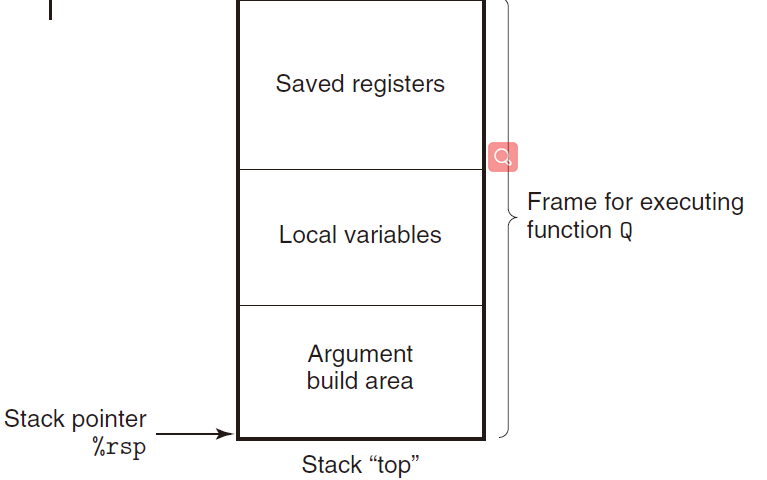 Saved registers
Local variables
Frame for executing
function Q
Argument
build area
Stack pointer
%rsp
Stack “top”